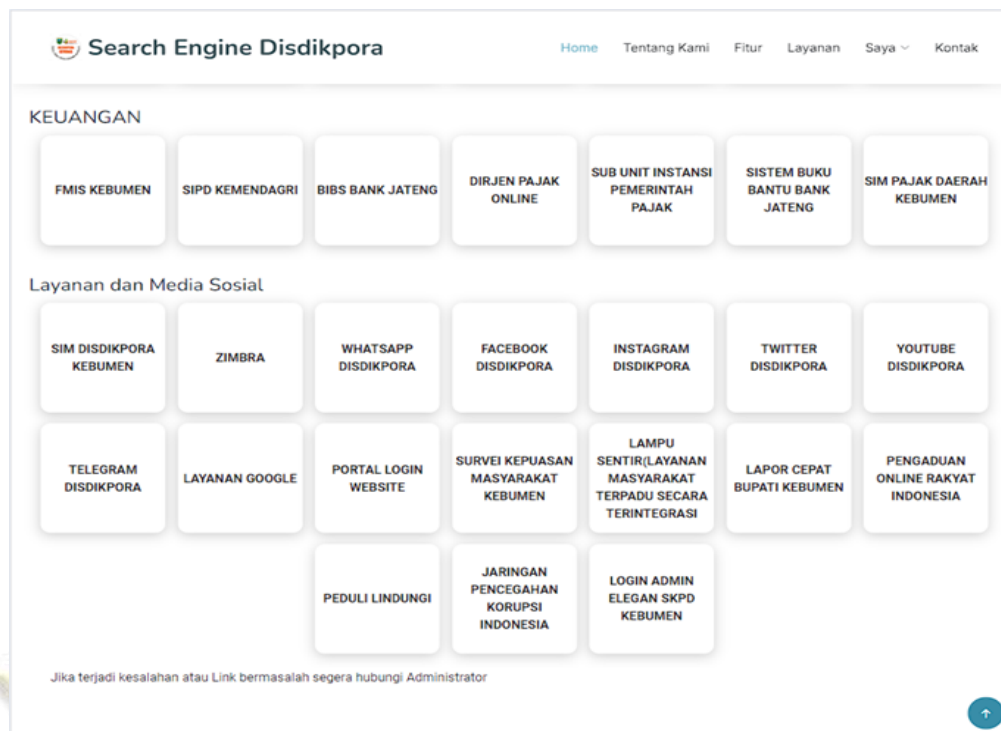 Search Engine Disdikpora
Home Tentang Kami Fitur Layanan Saya Kontak
KEUANGAN
FMIS KEBUMEN
SIPD KEMENDAGRI
BIBS BANK JATENG
DIRJEN PAJAK
ONLINE
SUB UNIT INSTANSI
PEMERINTAH
PAJAK
SISTEM BUKU
BANTU BANK
JATENG
SIM PAJAK DAERAH
KEBUMEN
Layanan dan Media Sosial
SIM DISDIKPORA
KEBUMEN
ZIMBRA
WHATSAPP
DISDIKPORA
FACEBOOK
DISDIKPORA
INSTAGRAM
DISDIKPORA
TWITTER
DISDIKPORA
YOUTUBE
DISDIKPORA
TELEGRAM
DISDIKPORA
LAYANAN GOOGLE
PORTAL LOGIN
WEBSITE
SURVEI KEPUASAN
MASYARAKAT
KEBUMEN
LAMPU
SENTIR(LAYANAN
MASYARAKAT
TERPADU SECARA
TERINTEGRASI
LAPOR CEPAT
BUPATI KEBUMEN
PENGADUAN
ONLINE RAKYAT
INDONESIA
PEDULI LINDUNGI
JARINGAN
PENCEGAHAN
KORUPSI
INDONESIA
LOGIN ADMIN
ELEGAN SKPD
KEBUMEN
Jika terjadi kesalahan atau Link bermasalah segera hubungi Administrator